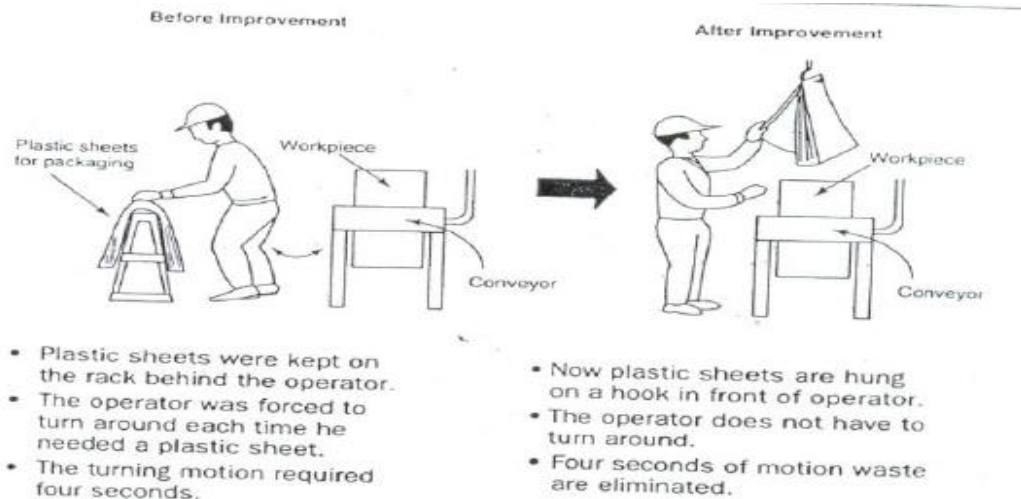 Before Improvement
Plastic sheets
for packaging
Workpiece
Conveyor
• Plastic sheets were kept on
the rack behind the operator.
• The operator was forced to
turn around each time he
needed a plastic sheet.
• The turning motion required
four seconds.
After Improvement
Workpiece
Conveyor
• Now plastic sheets are hung
on a hook in front of operator.
• The operator does not have to
turn around.
• Four seconds of motion waste
are eliminated.